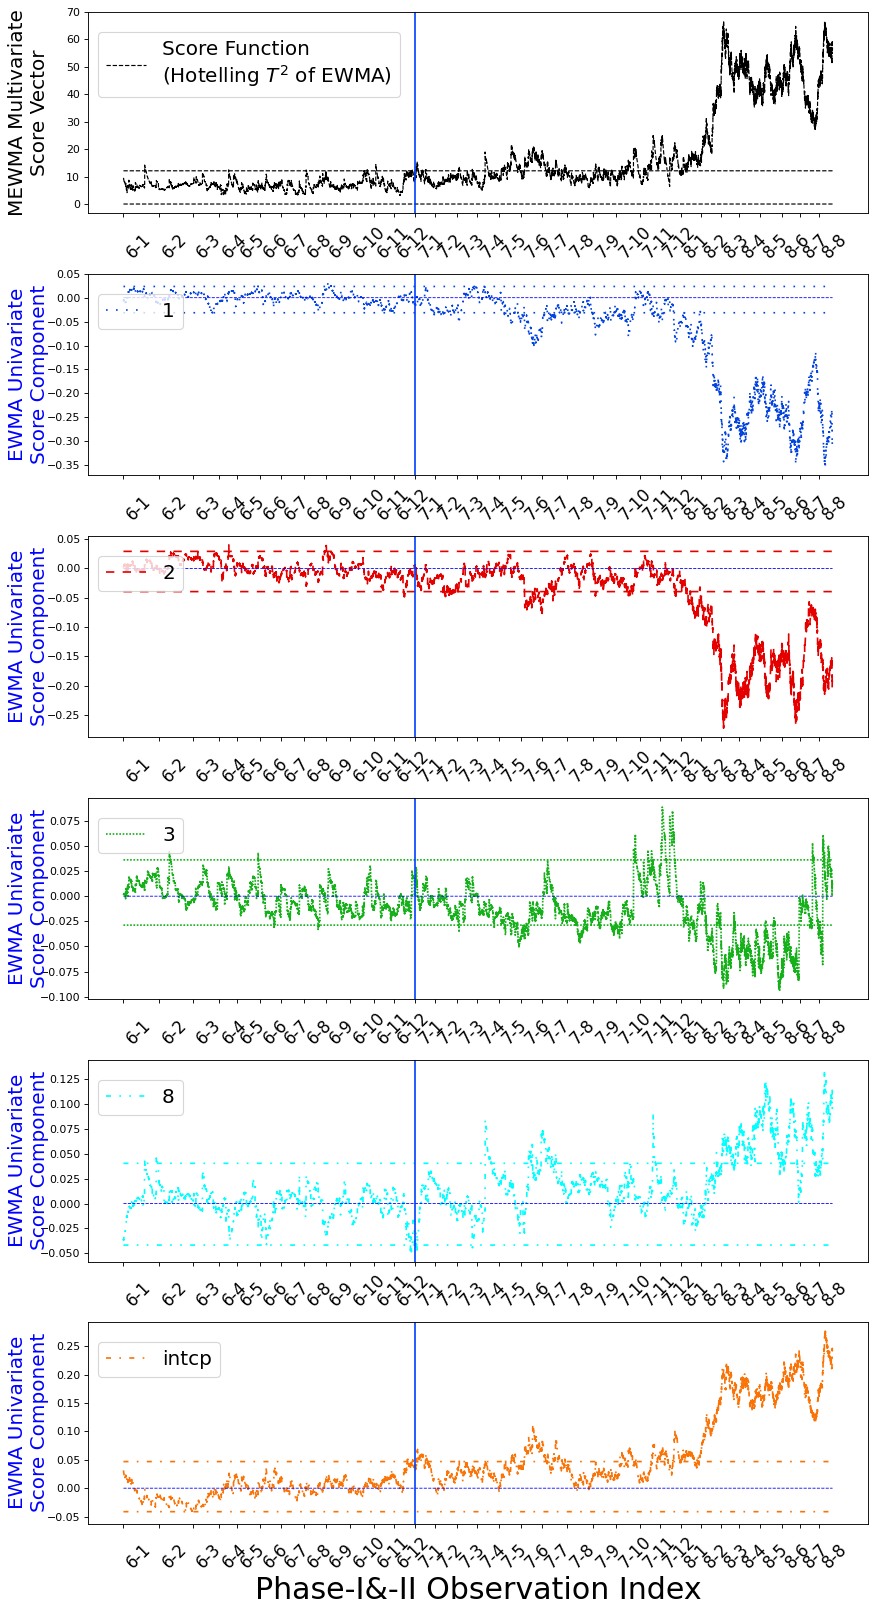 MEWMA Multivariate
Score Vector
70
60
50
40
30
20
10
0
Score Function
(Hotelling T² of EWMA)
6-1 6-2 6-3 6-4 6-5 6-6 6-7 6-8 6-9 6-10 6-11 6-12 7-1 7-2 7-3 7-4 7-5 7-6 7-7 7-8 7-9 7-10 7-11 7-12 8-1 8-2 8-3 8-4 8-5 8-6 8-7 8-8
EWMA Univariate
Score Component
0.05
0.00
−0.05
−0.10
−0.15
−0.20
−0.25
−0.30
−0.35
1
6-1 6-2 6-3 6-4 6-5 6-6 6-7 6-8 6-9 6-10 6-11 6-12 7-1 7-2 7-3 7-4 7-5 7-6 7-7 7-8 7-9 7-10 7-11 7-12 8-1 8-2 8-3 8-4 8-5 8-6 8-7 8-8
EWMA Univariate
Score Component
0.05
0.00
−0.05
−0.10
−0.15
−0.20
−0.25
2
6-1 6-2 6-3 6-4 6-5 6-6 6-7 6-8 6-9 6-10 6-11 6-12 7-1 7-2 7-3 7-4 7-5 7-6 7-7 7-8 7-9 7-10 7-11 7-12 8-1 8-2 8-3 8-4 8-5 8-6 8-7 8-8
EWMA Univariate
Score Component
0.075
0.050
0.025
0.000
−0.025
−0.050
−0.075
−0.100
3
6-1 6-2 6-3 6-4 6-5 6-6 6-7 6-8 6-9 6-10 6-11 6-12 7-1 7-2 7-3 7-4 7-5 7-6 7-7 7-8 7-9 7-10 7-11 7-12 8-1 8-2 8-3 8-4 8-5 8-6 8-7 8-8
EWMA Univariate
Score Component
0.125
0.100
0.075
0.050
0.025
0.000
−0.025
−0.050
8
6-1 6-2 6-3 6-4 6-5 6-6 6-7 6-8 6-9 6-10 6-11 6-12 7-1 7-2 7-3 7-4 7-5 7-6 7-7 7-8 7-9 7-10 7-11 7-12 8-1 8-2 8-3 8-4 8-5 8-6 8-7 8-8
EWMA Univariate
Score Component
0.25
0.20
0.15
0.10
0.05
0.00
−0.05
intcp
6-1 6-2 6-3 6-4 6-5 6-6 6-7 6-8 6-9 6-10 6-11 6-12 7-1 7-2 7-3 7-4 7-5 7-6 7-7 7-8 7-9 7-10 7-11 7-12 8-1 8-2 8-3 8-4 8-5 8-6 8-7 8-8
Phase-I&-II Observation Index